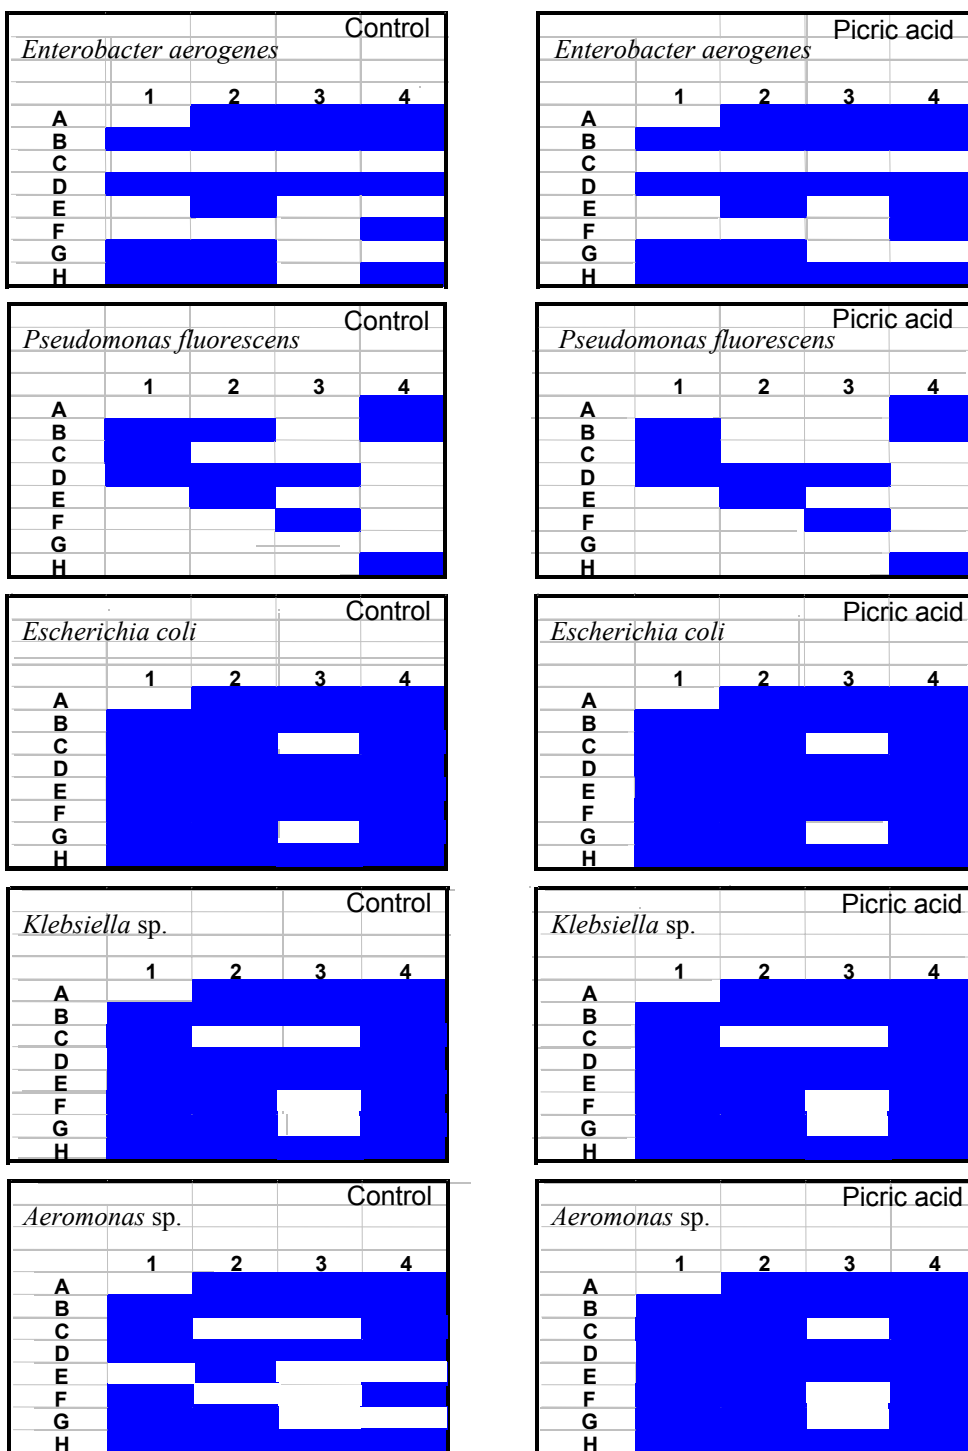 Control
Enterobacter aerogenes
1 2 3 4
A
B
C
D
E
F
G
H
Picric acid
Enterobacter aerogenes
1 2 3 4
A
B
C
D
E
F
G
H
Control
Pseudomonas fluorescens
1 2 3 4
A
B
C
D
E
F
G
H
Picric acid
Pseudomonas fluorescens
1 2 3 4
A
B
C
D
E
F
G
H
Control
Escherichia coli
1 2 3 4
A
B
C
D
E
F
G
H
Picric acid
Escherichia coli
1 2 3 4
A
B
C
D
E
F
G
H
Control
Klebsiella sp.
1 2 3 4
A
B
C
D
E
F
G
H
Picric acid
Klebsiella sp.
1 2 3 4
A
B
C
D
E
F
G
H
Control
Aeromonas sp.
1 2 3 4
A
B
C
D
E
F
G
H
Picric acid
Aeromonas sp.
1 2 3 4
A
B
C
D
E
F
G
H